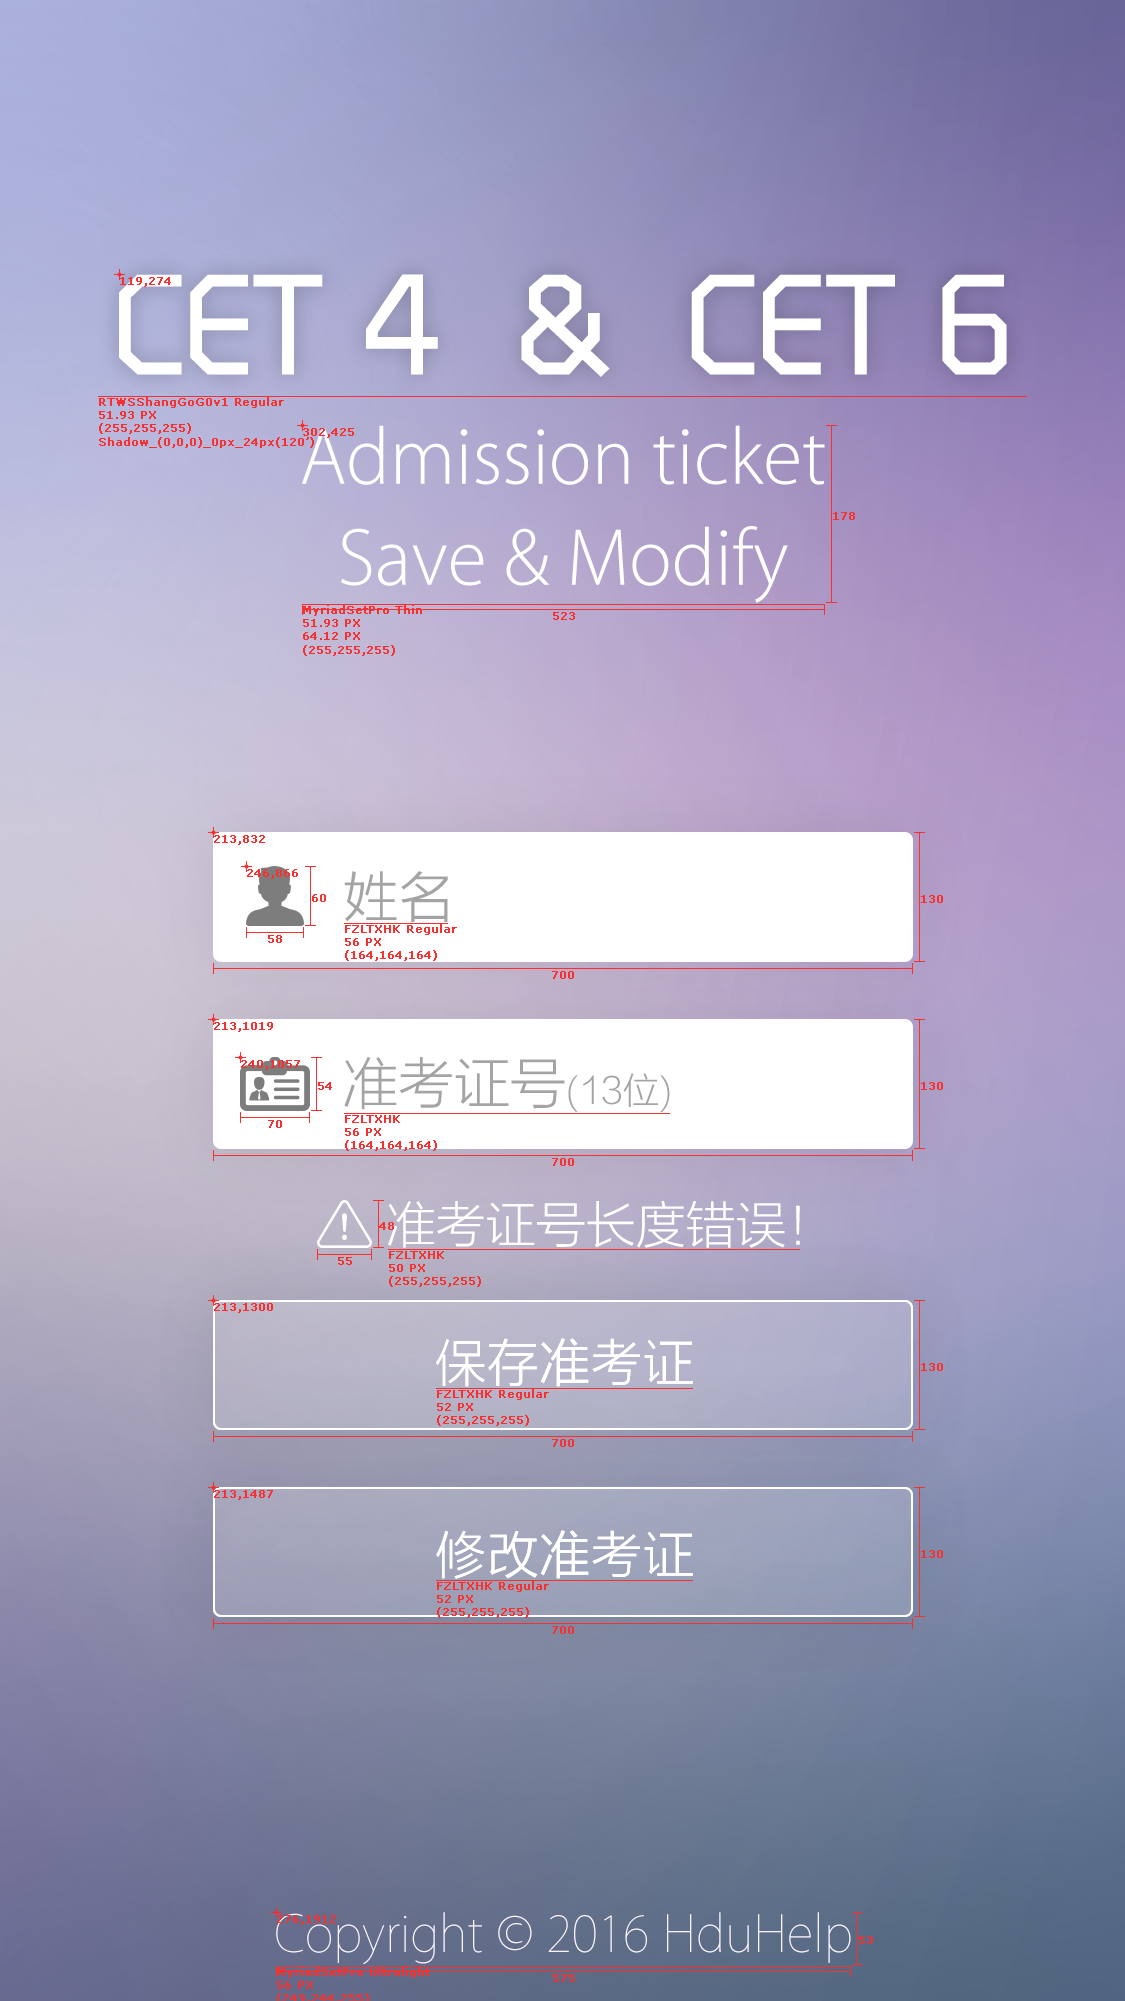 CET 4 & CET 6
119,274
RTWSShangGoG0v1 Regular
51.93 PX
(255,255,255)
Shadow_(0,0,0)_0px_24px(120°)
302,425
Admission ticket
178
Save & Modify
MyriadSetPro Thin
523
51.93 PX
64.12 PX
(255,255,255)
213,832
246,866
姓名
60
130
FZLTXHK Regular
58
56 PX
(164,164,164)
700
213,1019
240,1057
准考证号(13位)
54
130
FZLTXHK
70
56 PX
(164,164,164)
700
准考证号长度错误!
48
FZLTXHK
55
50 PX
(255,255,255)
213,1300
保存准考证
130
FZLTXHK Regular
52 PX
(255,255,255)
700
213,1487
修改准考证
130
FZLTXHK Regular
52 PX
(255,255,255)
700
Copyright © 2016 HduHelp
575
56 PX